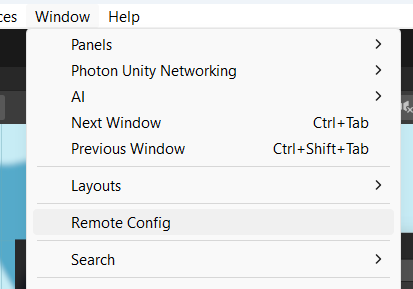 ces Window Help
Panels
Photon Unity Networking
AI
Next Window Ctrl+Tab
Previous Window Ctrl+Shift+Tab
Layouts
Remote Config
Search